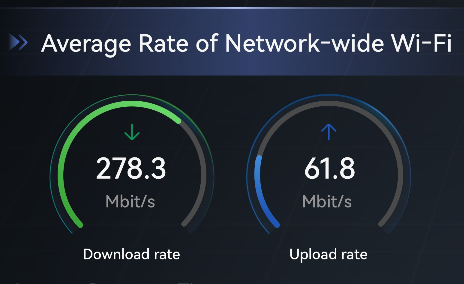 Average Rate of Network-wide Wi-Fi
278.3
Mbit/s
Download rate
61.8
Mbit/s
Upload rate